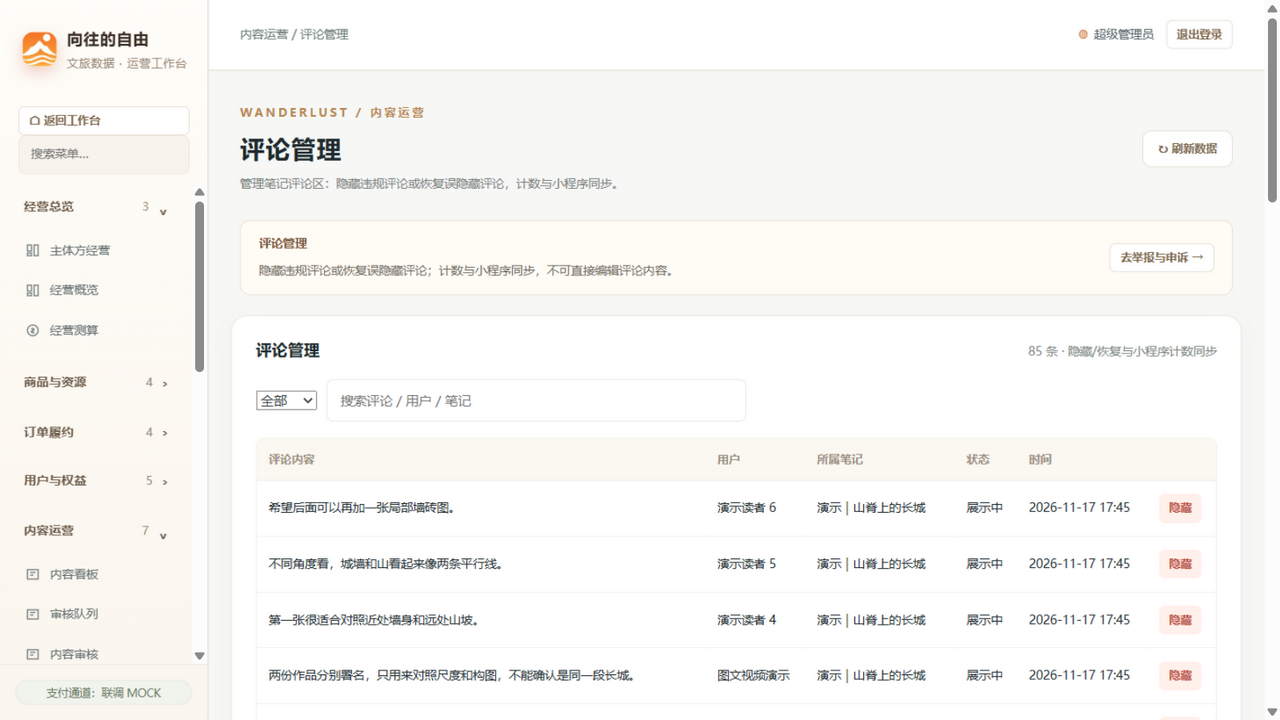 向往的自由
文旅数据 · 运营工作台
返回工作台
搜索菜单...
经营总览 3
主体方经营
经营概览
经营测算
商品与资源 4
订单履约 4
用户与权益 5
内容运营 7
内容看板
审核队列
内容审核
支付通道：联调 MOCK
内容运营 / 评论管理
超级管理员
退出登录
WANDERLUST / 内容运营
评论管理
管理笔记评论区：隐藏违规评论或恢复误隐藏评论，计数与小程序同步。
↻ 刷新数据
评论管理
隐藏违规评论或恢复误隐藏评论；计数与小程序同步，不可直接编辑评论内容。
去举报与申诉 →
评论管理
85 条 · 隐藏/恢复与小程序计数同步
全部
搜索评论 / 用户 / 笔记
评论内容 用户 所属笔记 状态 时间
希望后面可以再加一张局部墙砖图。 演示读者 6 演示｜山脊上的长城 展示中 2026-11-17 17:45 隐藏
不同角度看，城墙和山看起来像两条平行线。 演示读者 5 演示｜山脊上的长城 展示中 2026-11-17 17:45 隐藏
第一张很适合对照近处墙身和远处山坡。 演示读者 4 演示｜山脊上的长城 展示中 2026-11-17 17:45 隐藏
两份作品分别署名，只用来对照尺度和构图，不能确认是同一段长城。 图文视频演示 演示｜山脊上的长城 展示中 2026-11-17 17:45 隐藏